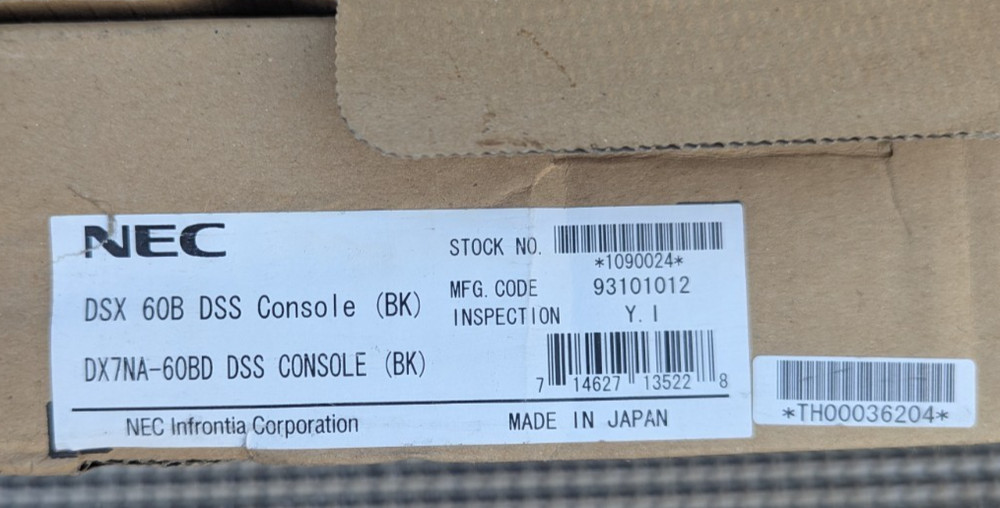 NEC
STOCK NO.
*1090024*
MFG. CODE 93101012
DSX 60B DSS Console (BK)
INSPECTION Y. I
DX7NA-60BD DSS CONSOLE (BK)
7 14627 13522 8
NEC Infrontia Corporation
MADE IN JAPAN
*TH00036204*